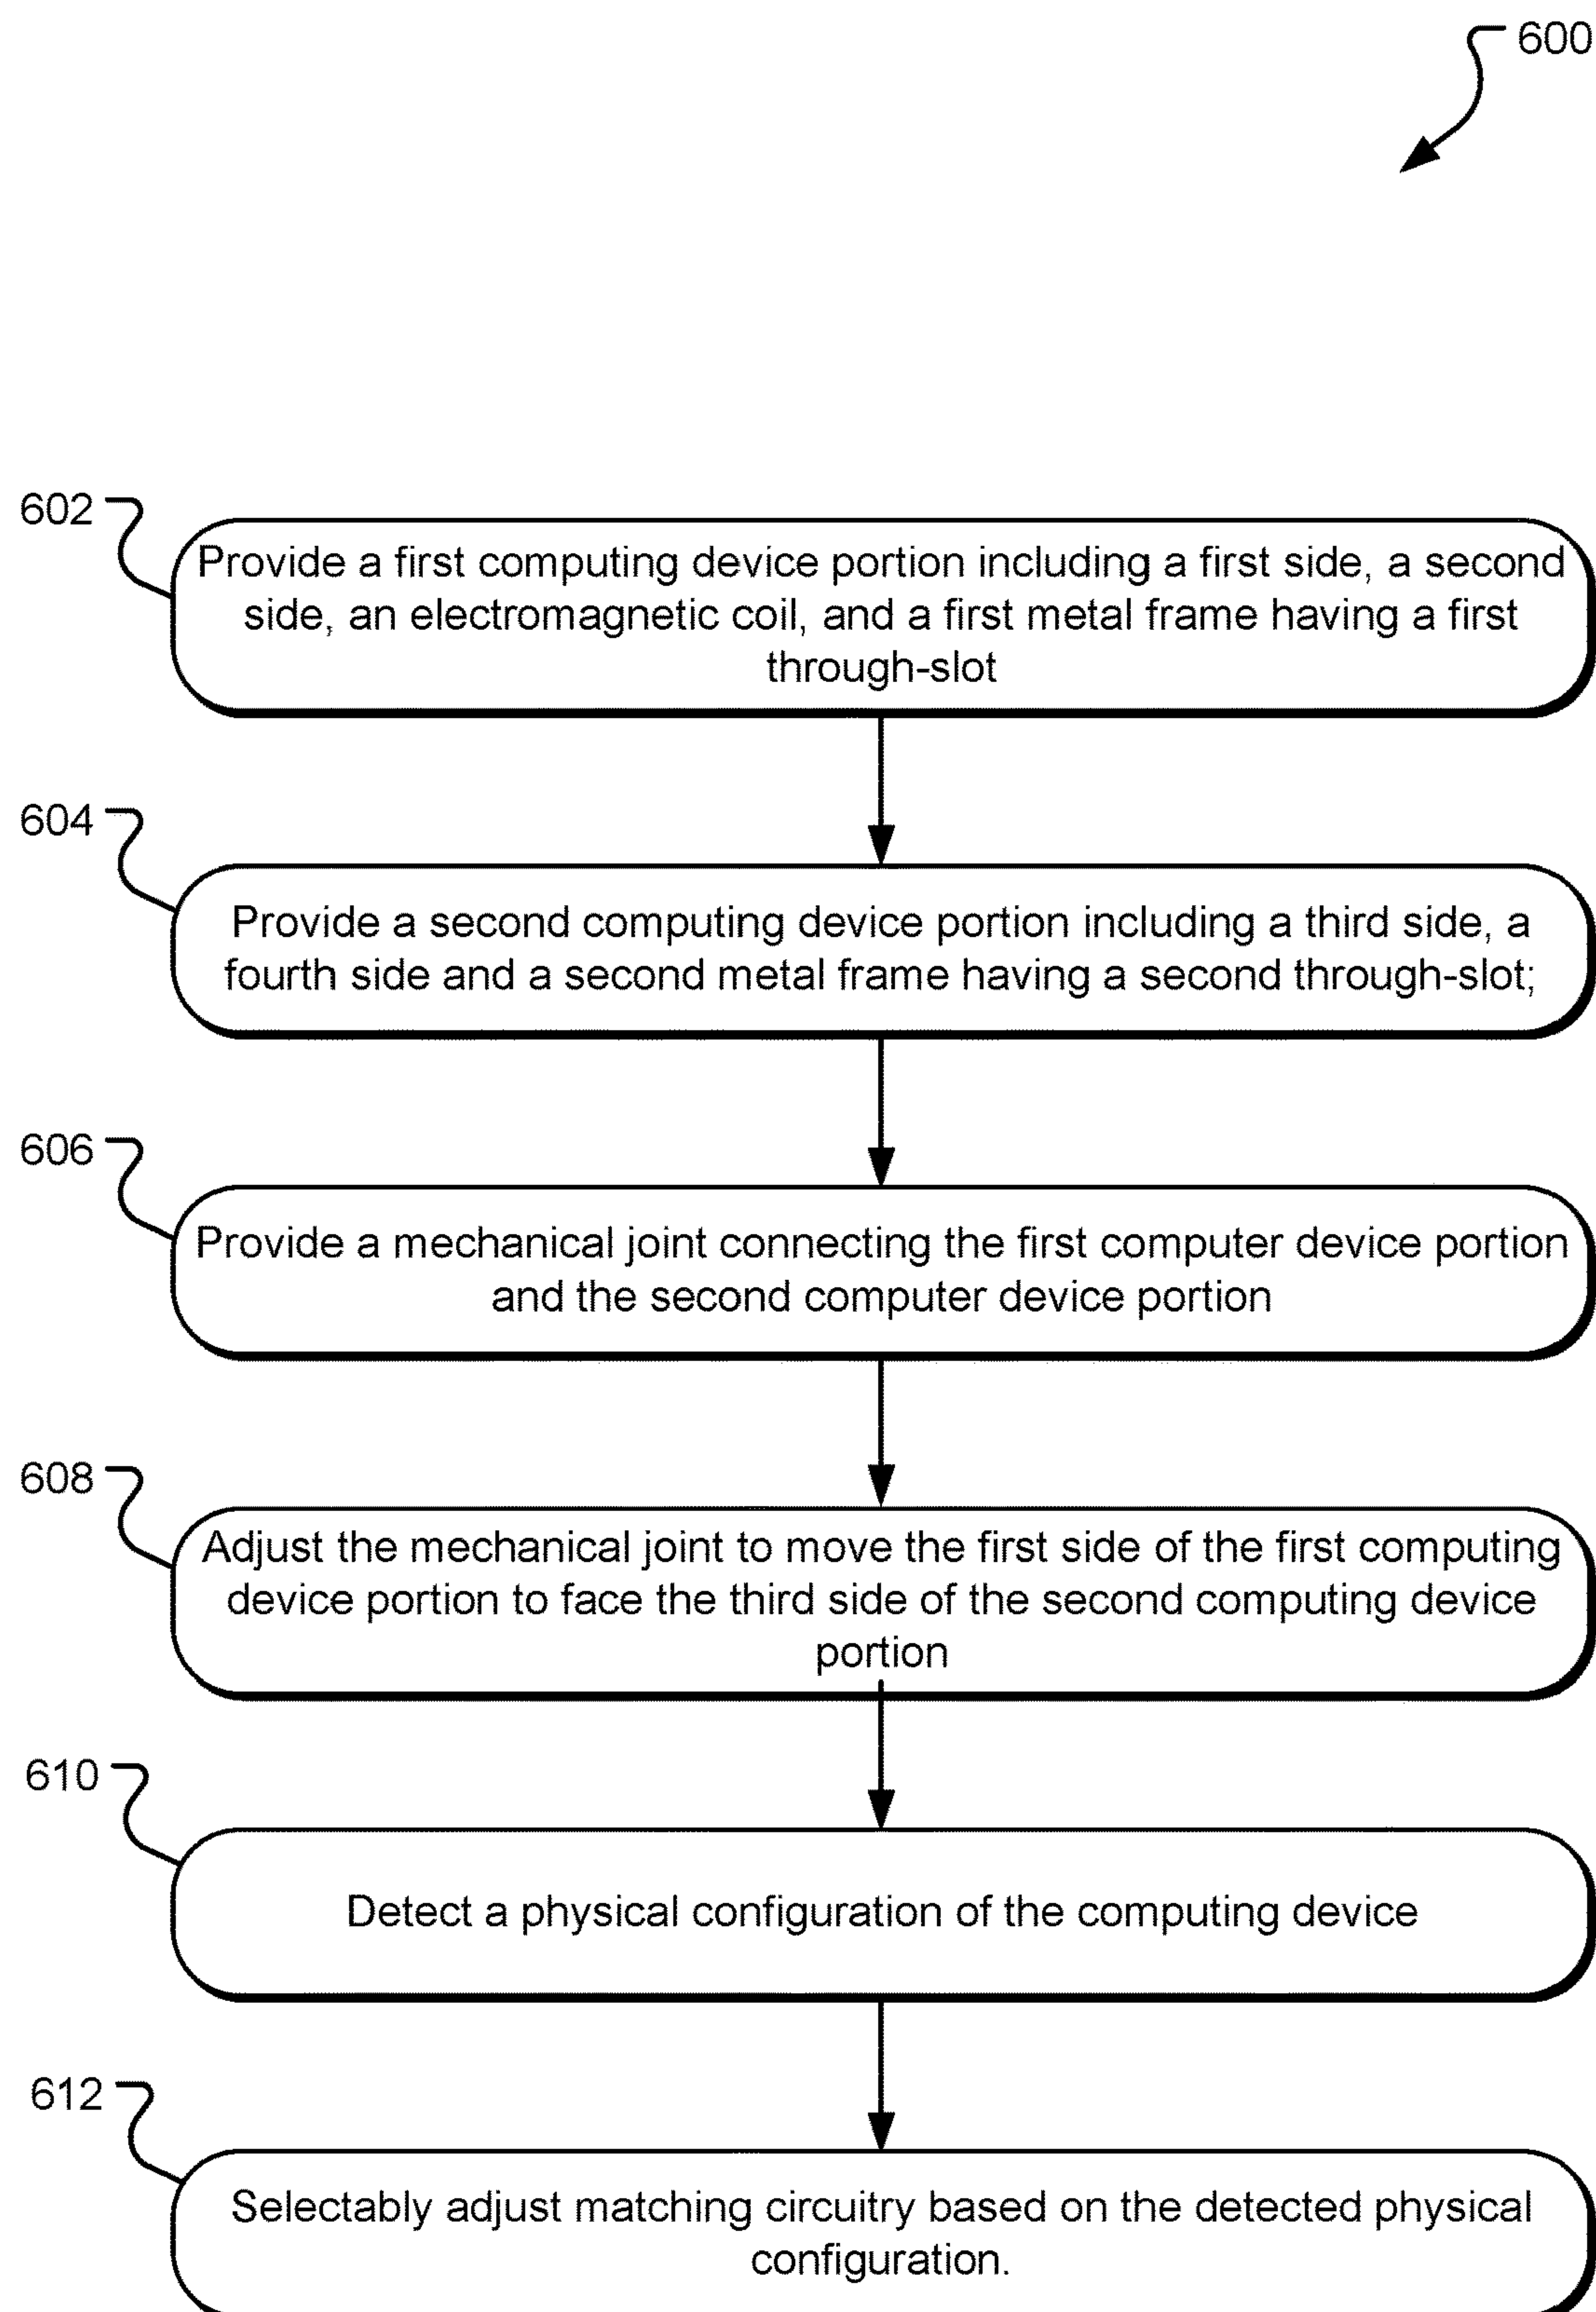 600
602
Provide a first computing device portion including a first side, a second
side, an electromagnetic coil, and a first metal frame having a first
through-slot
604
Provide a second computing device portion including a third side, a
fourth side and a second metal frame having a second through-slot;
606
Provide a mechanical joint connecting the first computer device portion
and the second computer device portion
608
Adjust the mechanical joint to move the first side of the first computing
device portion to face the third side of the second computing device
portion
610
Detect a physical configuration of the computing device
612
Selectably adjust matching circuitry based on the detected physical
configuration.